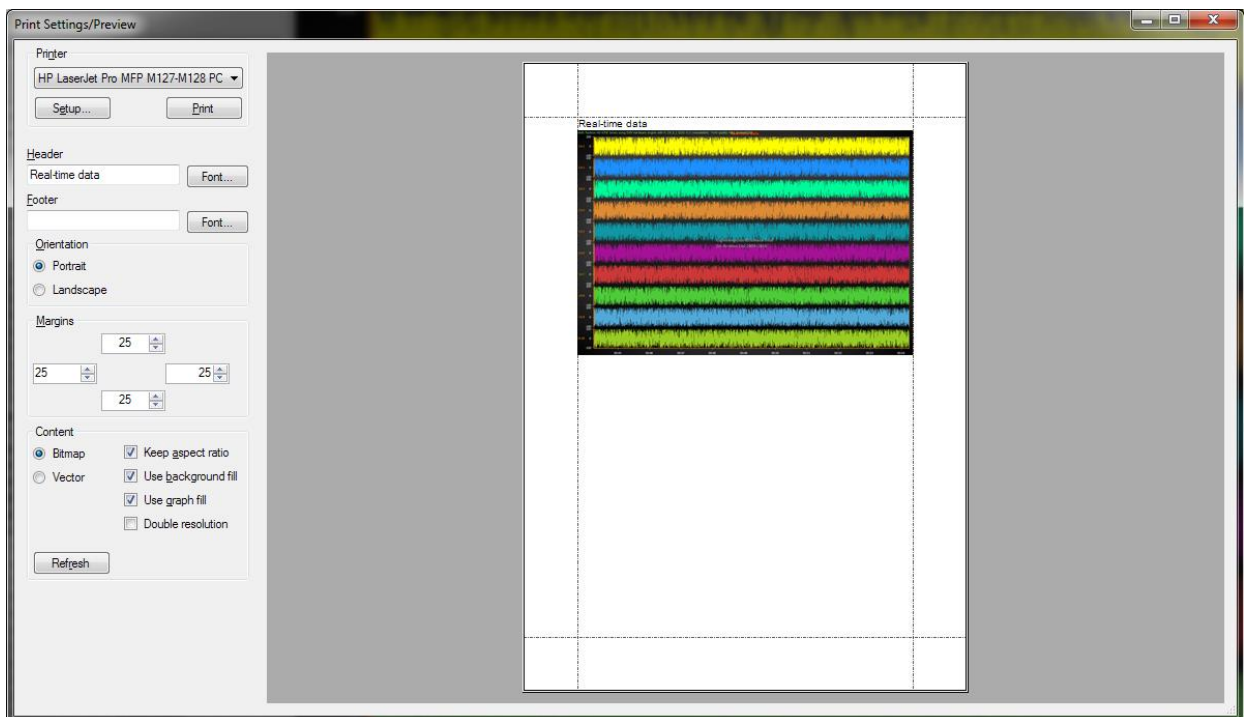 Print Settings/Preview
Printer
HP LaserJet Pro MFP M127-M128 PC
Setup... Print
Header
Real-time data Font...
Footer
Font...
Orientation
Portrait
Landscape
Margins
25
25 25
25
Content
Bitmap Keep aspect ratio
Vector Use background fill
Use graph fill
Double resolution
Refresh
Real-time data